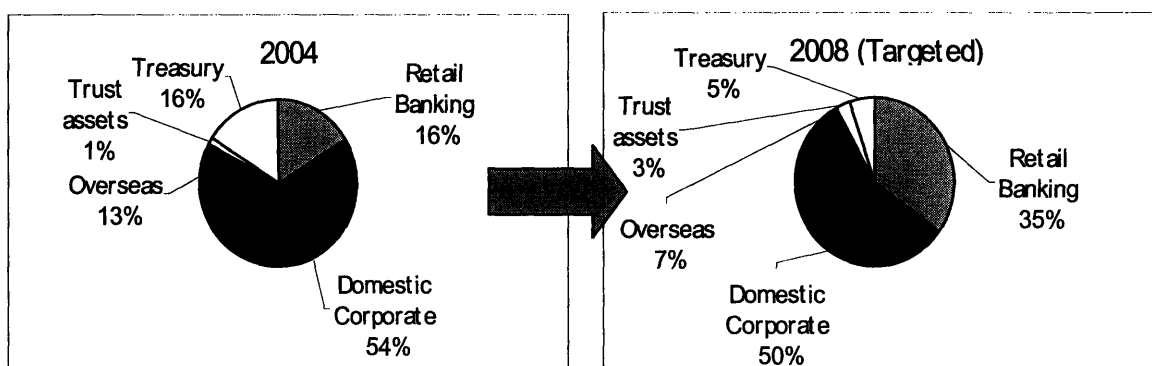 2004
Treasury
16%
Retail
Banking
16%
Trust
assets
1%
Overseas
13%
Domestic
Corporate
54%
2008 (Targeted)
Treasury
5%
Trust
assets
3%
Retail
Banking
35%
Overseas
7%
Domestic
Corporate
50%